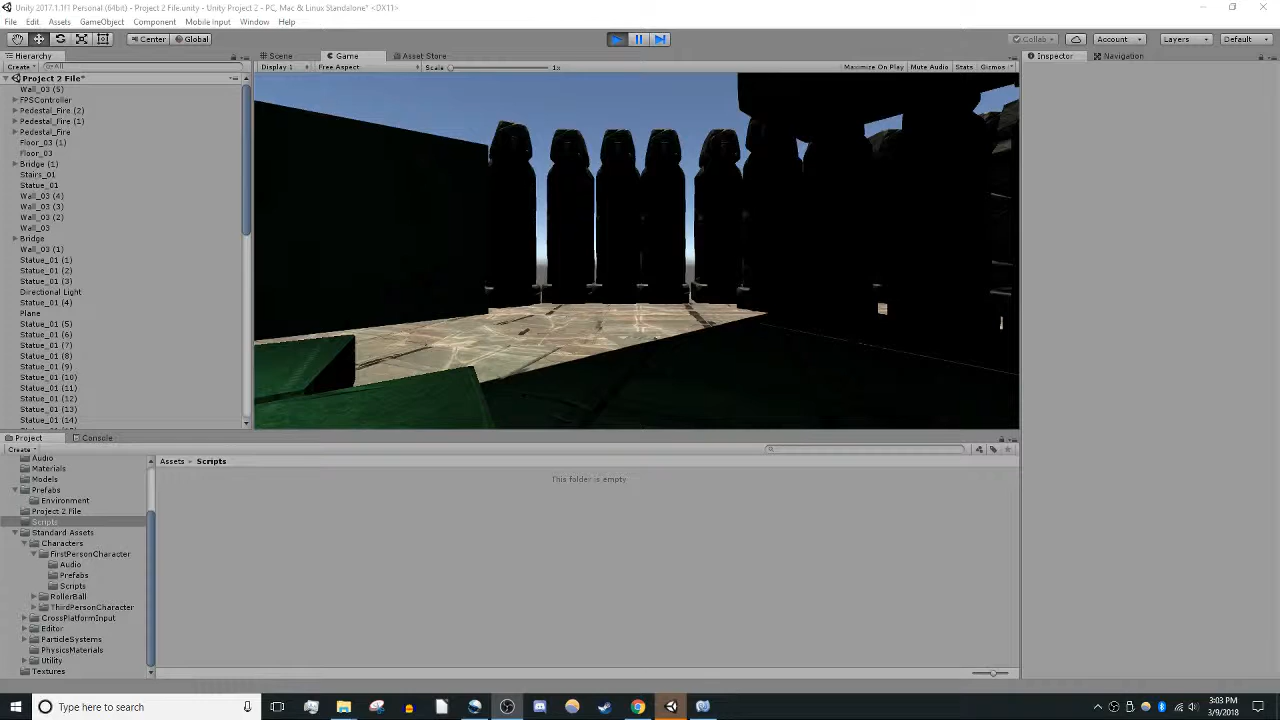 Unity 2017.1.1f1 Personal (64bit) - Project 2 File.unity - Unity Project 2 - PC, Mac & Linux Standalone* <DX11>
File Edit Assets GameObject Component Mobile Input Window Help
Center Global Collab Account Layers Default
Hierarchy Scene Game Asset Store Inspector Navigation
Create All Display 1 Free Aspect Scale 1x Maximize On Play Mute Audio Stats Gizmos
Project 2 File*
Wall_03 (5)
FPSController
Pedestal_Fire (2)
Pedestal_Fire (1)
Pedestal_Fire
Floor_03 (1)
Floor_03
Bridge (1)
Stairs_01
Statue_01
Wall_03 (4)
Wall_03 (3)
Wall_03 (2)
Wall_03
Bridge
Wall_03 (1)
Statue_01 (1)
Statue_01 (2)
Statue_01 (3)
Directional Light
Statue_01 (4)
Plane
Statue_01 (5)
Statue_01 (6)
Statue_01 (7)
Statue_01 (8)
Statue_01 (9)
Statue_01 (10)
Statue_01 (11)
Statue_01 (12)
Statue_01 (13)
Statue_01 (14)
Project Console
Create
Audio
Materials
Models
Prefabs
Environment
Project 2 File
Scripts
Standard Assets
Characters
FirstPersonCharacter
Audio
Prefabs
Scripts
RollerBall
ThirdPersonCharacter
CrossPlatformInput
Editor
ParticleSystems
PhysicsMaterials
Utility
Textures
Assets Scripts
This folder is empty
Type here to search
3:03 PM
3/9/2018